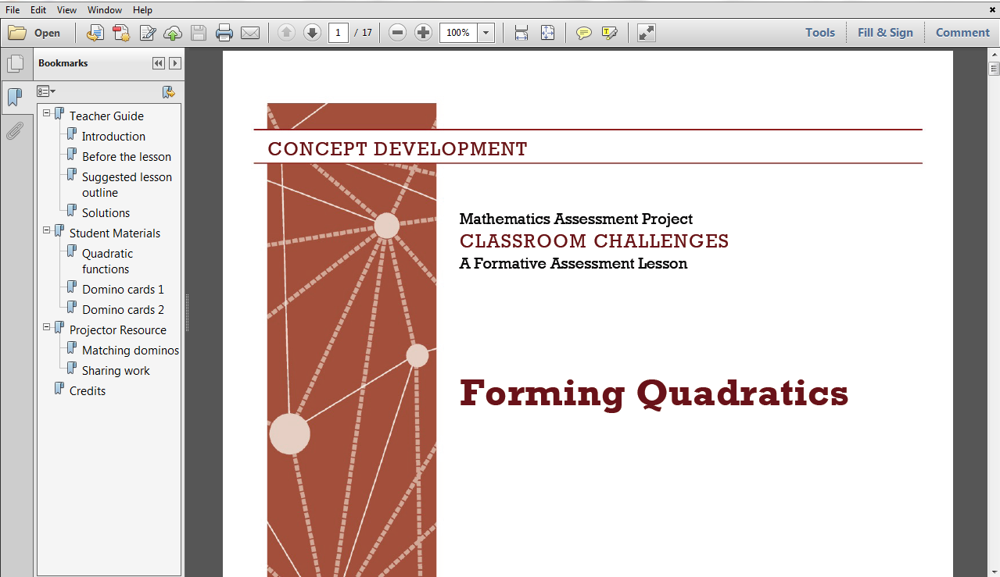 File Edit View Window Help
Open 1 / 17 100% Tools Fill & Sign Comment
Bookmarks
Teacher Guide
Introduction
Before the lesson
Suggested lesson
outline
Solutions
Student Materials
Quadratic
functions
Domino cards 1
Domino cards 2
Projector Resource
Matching dominos
Sharing work
Credits
CONCEPT DEVELOPMENT
Mathematics Assessment Project
CLASSROOM CHALLENGES
A Formative Assessment Lesson
Forming Quadratics